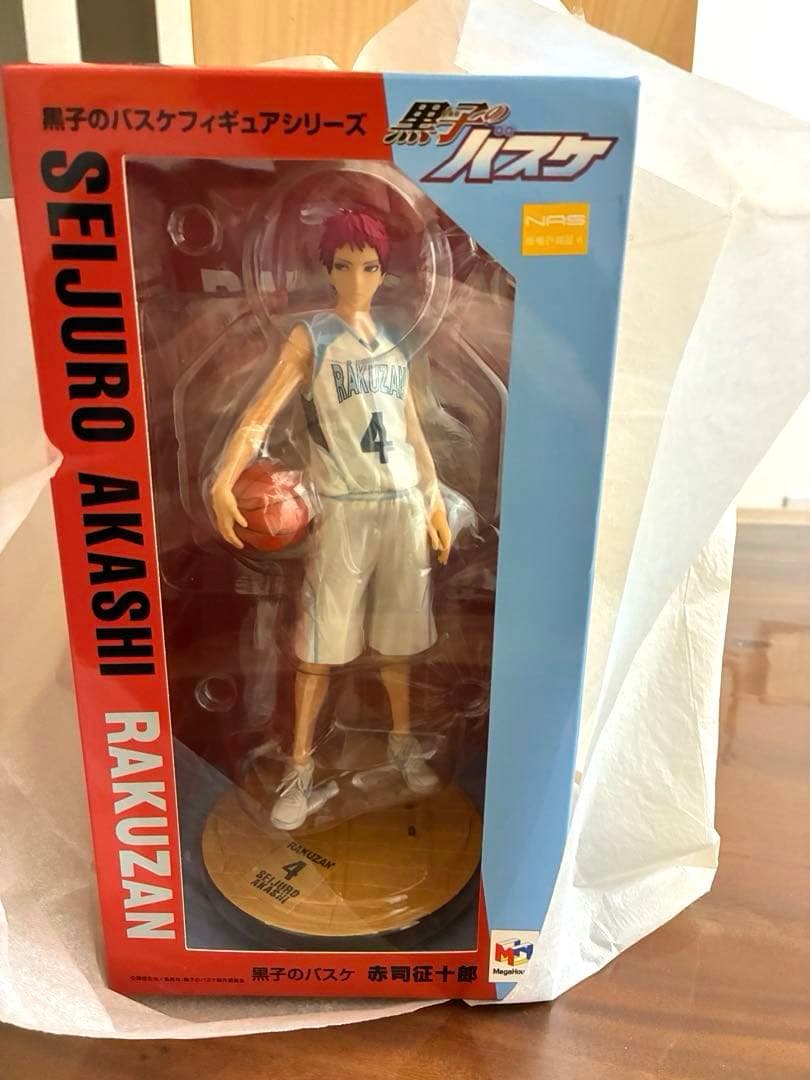 黒子のバスケフィギュアシリーズ
黒子の
バスケ
NAS
SEIJURO AKASHI RAKUZAN
RAKUZAN
4
RAKUZAN
4
SEIJURO
AKASHI
黒子のバスケ 赤司征十郎
MegaHou